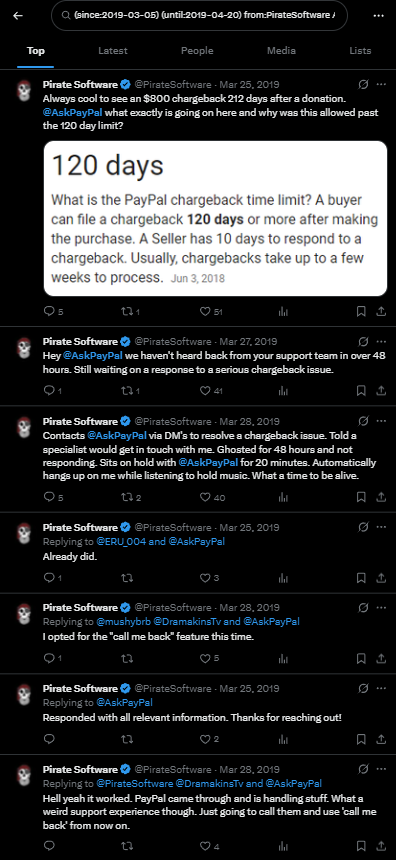 (since:2019-03-05) (until:2019-04-20) from:PirateSoftware
Top
Latest
People
Media
Lists
Pirate Software @PirateSoftware · Mar 25, 2019
Always cool to see an $800 chargeback 212 days after a donation.
@AskPayPal what exactly is going on here and why was this allowed past
the 120 day limit?
120 days
What is the PayPal chargeback time limit? A buyer
can file a chargeback 120 days or more after making
the purchase. A Seller has 10 days to respond to a
chargeback. Usually, chargebacks take up to a few
weeks to process. Jun 3, 2018
5 1 51
Pirate Software @PirateSoftware · Mar 27, 2019
Hey @AskPayPal we haven't heard back from your support team in over 48
hours. Still waiting on a response to a serious chargeback issue.
1 1 41
Pirate Software @PirateSoftware · Mar 28, 2019
Contacts @AskPayPal via DM's to resolve a chargeback issue. Told a
specialist would get in touch with me. Ghosted for 48 hours and not
responding. Sits on hold with @AskPayPal for 20 minutes. Automatically
hangs up on me while listening to hold music. What a time to be alive.
5 2 40
Pirate Software @PirateSoftware · Mar 25, 2019
Replying to @ERU_004 and @AskPayPal
Already did.
1 3
Pirate Software @PirateSoftware · Mar 28, 2019
Replying to @mushybrb @DramakinsTv and @AskPayPal
I opted for the "call me back" feature this time.
1 5
Pirate Software @PirateSoftware · Mar 25, 2019
Replying to @AskPayPal
Responded with all relevant information. Thanks for reaching out!
2
Pirate Software @PirateSoftware · Mar 28, 2019
Replying to @PirateSoftware @DramakinsTv and @AskPayPal
Hell yeah it worked. PayPal came through and is handling stuff. What a
weird support experience though. Just going to call them and use 'call me
back' from now on.
4